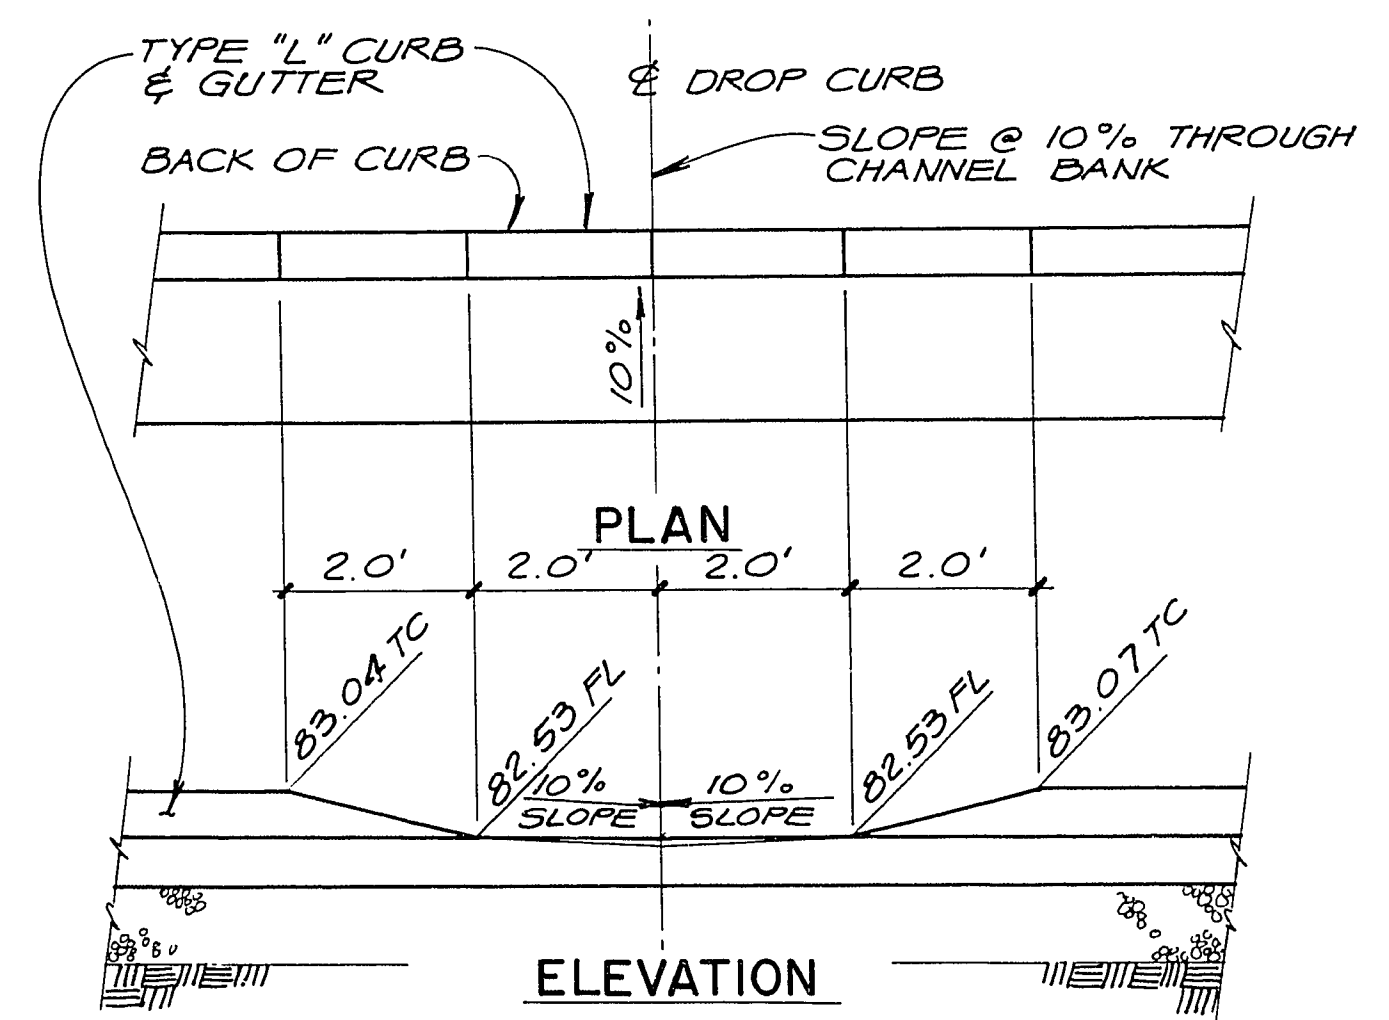 TYPE "L" CURB
& GUTTER
℄ DROP CURB
SLOPE @ 10% THROUGH
CHANNEL BANK
BACK OF CURB
10%
PLAN
2.0' 2.0' 2.0' 2.0'
83.04 TC
82.53 FL
82.53 FL
83.07 TC
10%
SLOPE
10%
SLOPE
ELEVATION